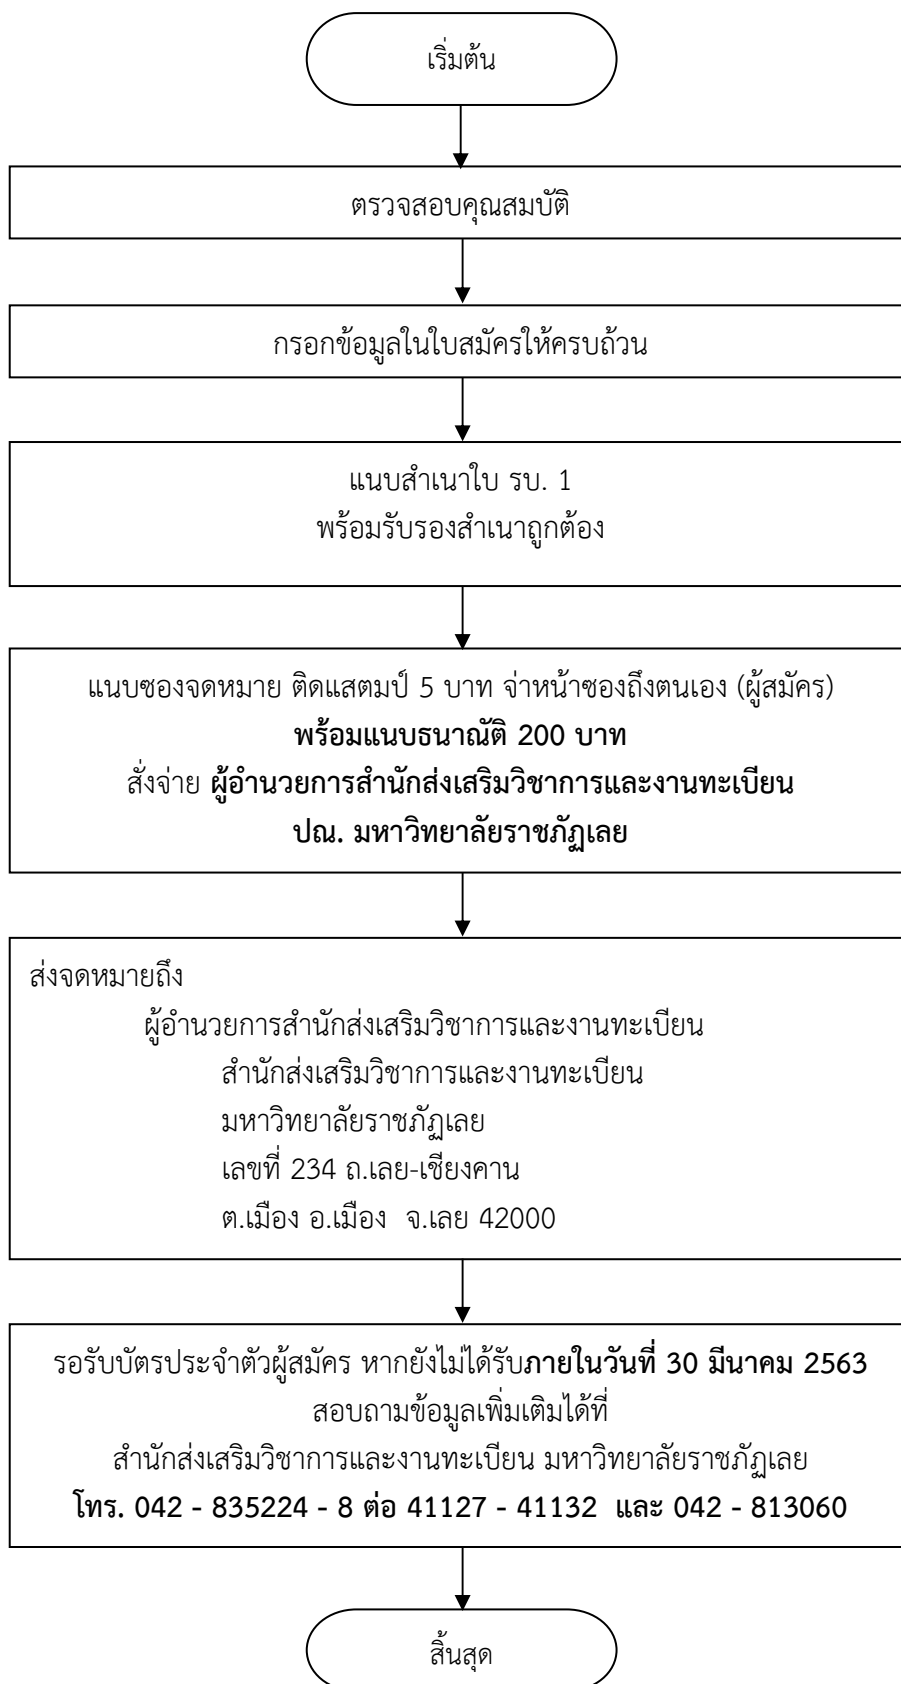 เริ่มต้น
ตรวจสอบคุณสมบัติ
กรอกข้อมูลในใบสมัครให้ครบถ้วน
แนบสำเนาใบ รบ. 1
พร้อมรับรองสำเนาถูกต้อง
แนบซองจดหมาย ติดแสตมป์ 5 บาท จ่าหน้าซองถึงตนเอง (ผู้สมัคร)
พร้อมแนบธนาณัติ 200 บาท
สั่งจ่าย ผู้อำนวยการสำนักส่งเสริมวิชาการและงานทะเบียน
ปณ. มหาวิทยาลัยราชภัฏเลย
ส่งจดหมายถึง
ผู้อำนวยการสำนักส่งเสริมวิชาการและงานทะเบียน
สำนักส่งเสริมวิชาการและงานทะเบียน
มหาวิทยาลัยราชภัฏเลย
เลขที่ 234 ถ.เลย-เชียงคาน
ต.เมือง อ.เมือง จ.เลย 42000
รอรับบัตรประจำตัวผู้สมัคร หากยังไม่ได้รับภายในวันที่ 30 มีนาคม 2563
สอบถามข้อมูลเพิ่มเติมได้ที่
สำนักส่งเสริมวิชาการและงานทะเบียน มหาวิทยาลัยราชภัฏเลย
โทร. 042 - 835224 - 8 ต่อ 41127 - 41132 และ 042 - 813060
สิ้นสุด